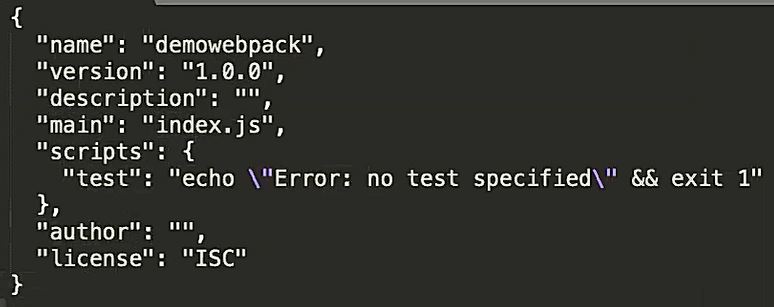 {
  "name": "demowebpack",
  "version": "1.0.0",
  "description": "",
  "main": "index.js",
  "scripts": {
    "test": "echo \"Error: no test specified\" && exit 1"
  },
  "author": "",
  "license": "ISC"
}